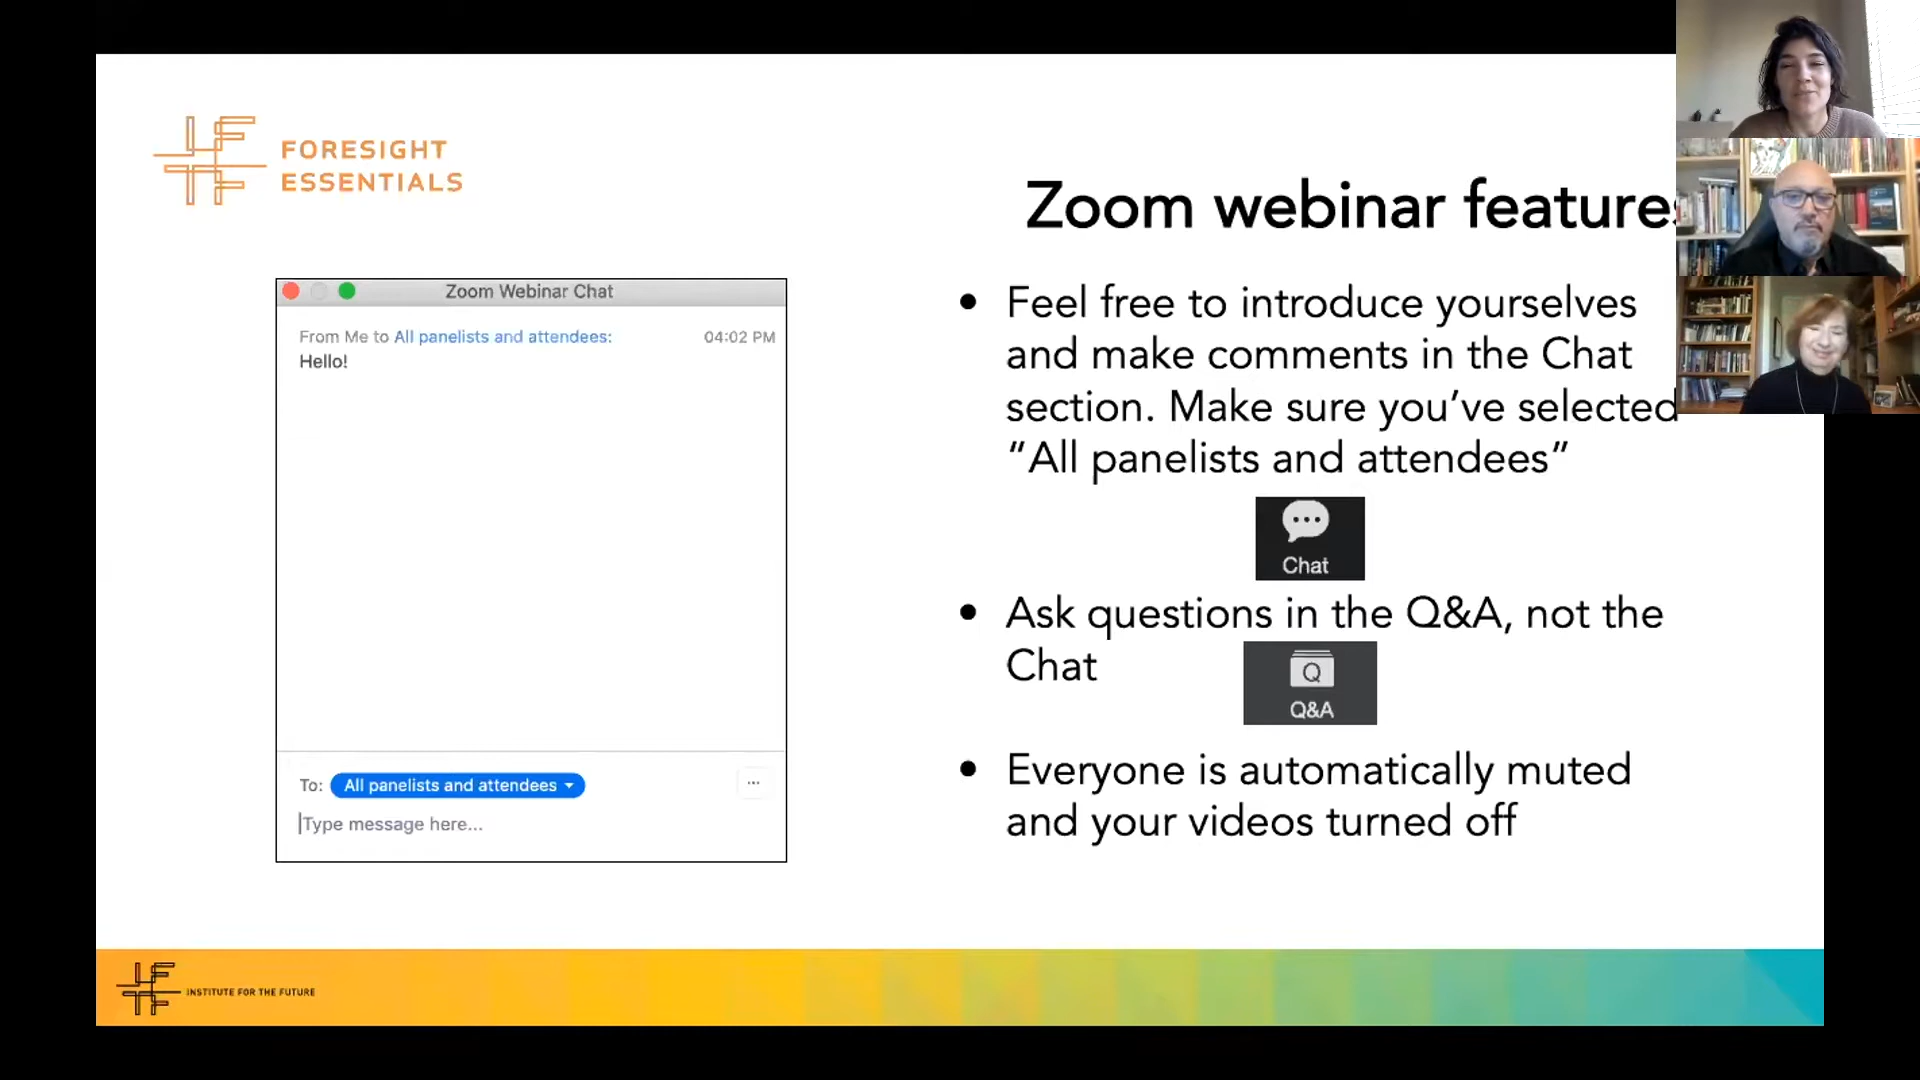 FORESIGHT
ESSENTIALS
Zoom webinar features
Zoom Webinar Chat
From Me to All panelists and attendees: 04:02 PM
Hello!
To: All panelists and attendees
...
Type message here...
• Feel free to introduce yourselves
and make comments in the Chat
section. Make sure you’ve selected
“All panelists and attendees”
Chat
• Ask questions in the Q&A, not the
Chat
Q
Q&A
• Everyone is automatically muted
and your videos turned off
INSTITUTE FOR THE FUTURE